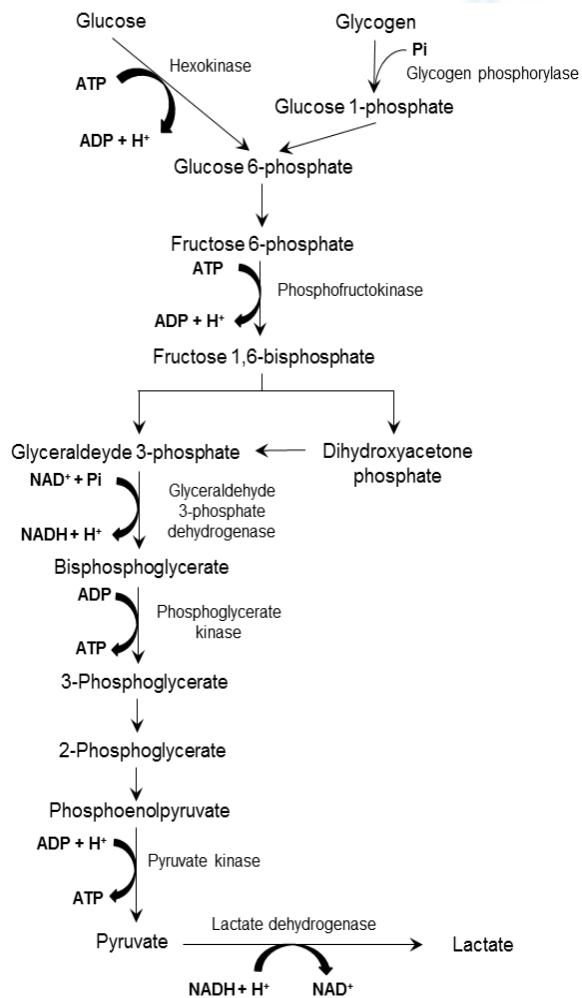 Glucose
Glycogen
Hexokinase
Pi
ATP
Glycogen phosphorylase
Glucose 1-phosphate
ADP + H⁺
Glucose 6-phosphate
Fructose 6-phosphate
ATP
Phosphofructokinase
ADP + H⁺
Fructose 1,6-bisphosphate
Glyceraldeyde 3-phosphate
Dihydroxyacetone
phosphate
NAD⁺ + Pi
Glyceraldehyde
3-phosphate
dehydrogenase
NADH + H⁺
Bisphosphoglycerate
ADP
Phosphoglycerate
kinase
ATP
3-Phosphoglycerate
2-Phosphoglycerate
Phosphoenolpyruvate
ADP + H⁺
Pyruvate kinase
ATP
Lactate dehydrogenase
Pyruvate
Lactate
NADH + H⁺
NAD⁺